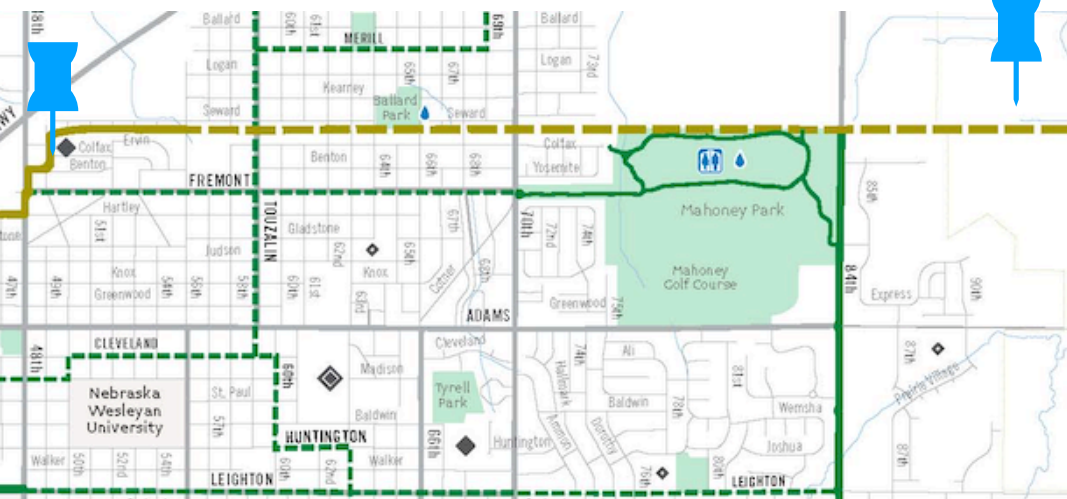 Ballard
60th
61st
69th
Ballard
MERILL
Logan
65th
67th
Logan
73rd
Kearney
Seward
Ballard
Park
Seward
Ervin
Colfax
Benton
Benton
64th
66th
68th
Colfax
Yosemite
FREMONT
Hartley
TOUZALIN
Gladstone
67th
70th
72nd
74th
Mahoney Park
85th
51st
Judson
62nd
65th
Knox
Cotner
68th
47th
49th
Knox
Greenwood
54th
56th
58th
60th
61st
63rd
Mahoney
Golf Course
84th
Express
90th
Greenwood
75th
ADAMS
48th
CLEVELAND
Cleveland
74th
Ali
81st
87th
Prairie Village
60th
Madison
Hallmark
Nebraska
Wesleyan
University
St. Paul
Tyrell
Park
Baldwin
78th
Wemsha
57th
Baldwin
Ammon
Dorothy
HUNTINGTON
66th
Huntington
Joshua
87th
Walker
50th
52nd
54th
60th
62nd
Walker
76th
80th
LEIGHTON
LEIGHTON